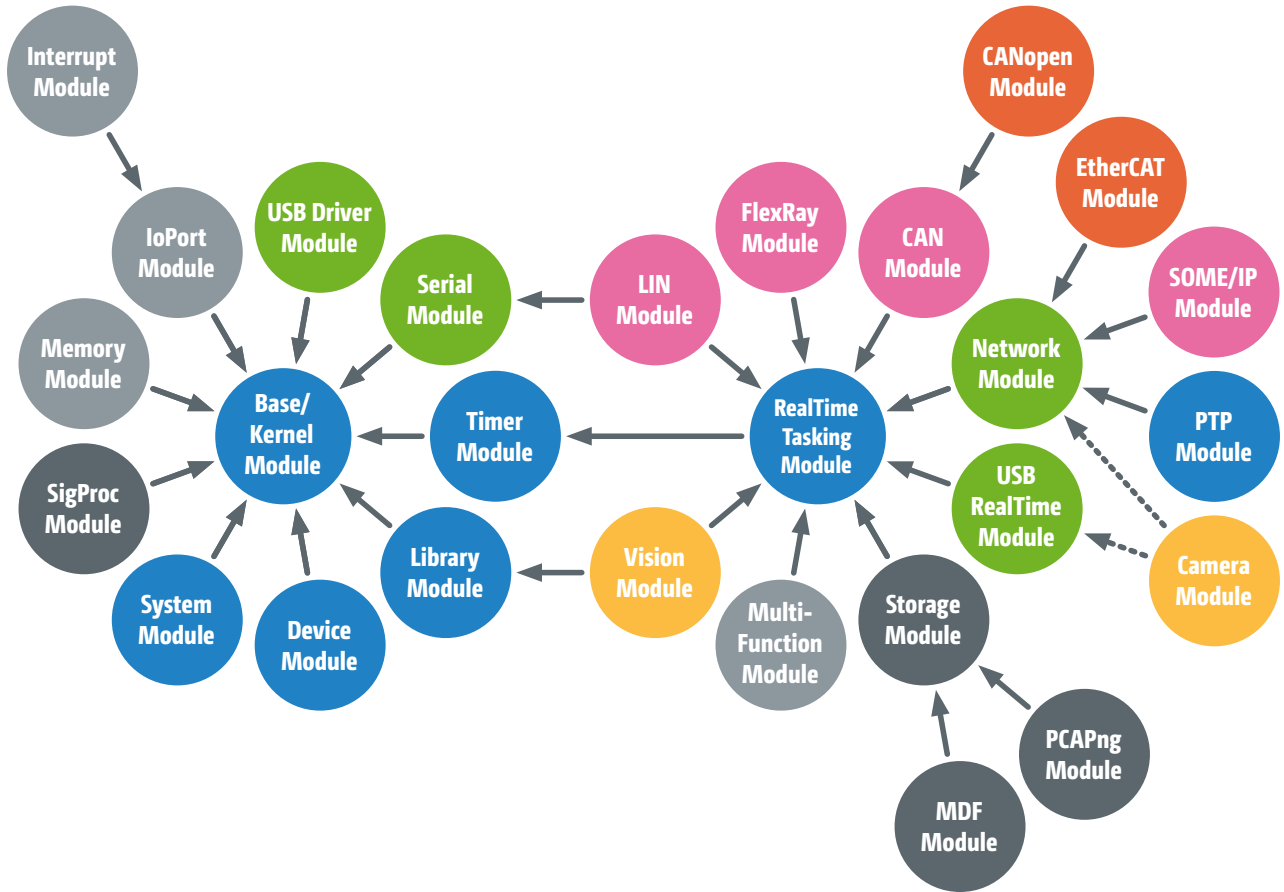 Interrupt
Module
CANopen
Module
EtherCAT
Module
IoPort
Module
USB Driver
Module
FlexRay
Module
CAN
Module
Serial
Module
LIN
Module
SOME/IP
Module
Memory
Module
Network
Module
Base/
Kernel
Module
Timer
Module
RealTime
Tasking
Module
PTP
Module
SigProc
Module
USB
RealTime
Module
Library
Module
Vision
Module
Camera
Module
System
Module
Device
Module
Multi-
Function
Module
Storage
Module
PCAPng
Module
MDF
Module